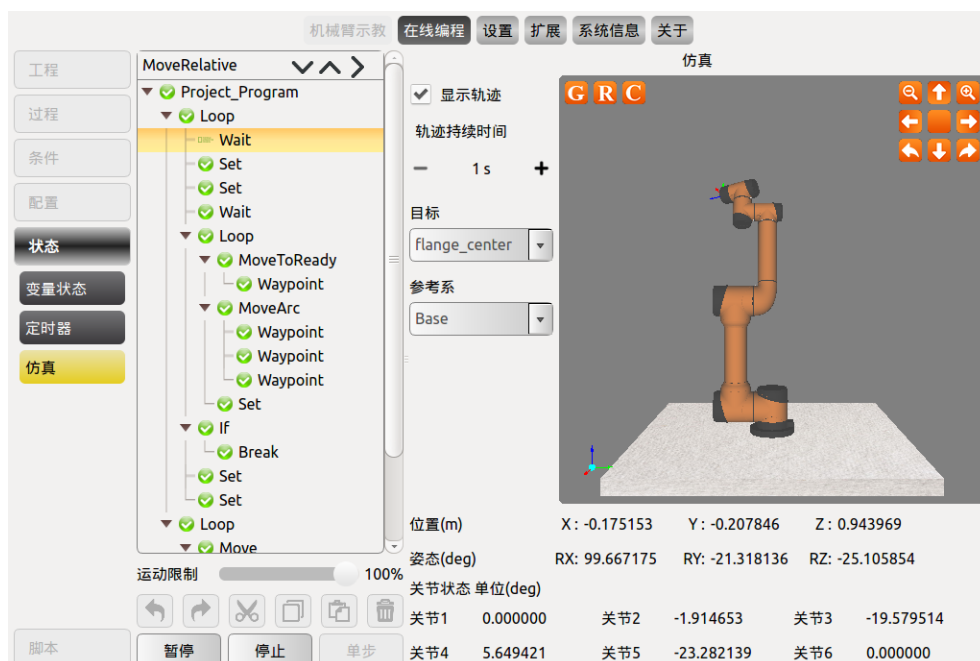 机械臂示教 在线编程 设置 扩展 系统信息 关于
工程
过程
条件
配置
状态
变量状态
定时器
仿真
脚本
MoveRelative
Project_Program
Loop
Wait
Set
Set
Wait
Loop
MoveToReady
Waypoint
MoveArc
Waypoint
Waypoint
Waypoint
Set
If
Break
Set
Set
Loop
Move
运动限制 100%
暂停 停止 单步
显示轨迹
轨迹持续时间
1 s
目标
flange_center
参考系
Base
仿真
G R C
位置(m) X : -0.175153 Y : -0.207846 Z : 0.943969
姿态(deg) RX: 99.667175 RY: -21.318136 RZ: -25.105854
关节状态 单位(deg)
关节1 0.000000 关节2 -1.914653 关节3 -19.579514
关节4 5.649421 关节5 -23.282139 关节6 0.000000